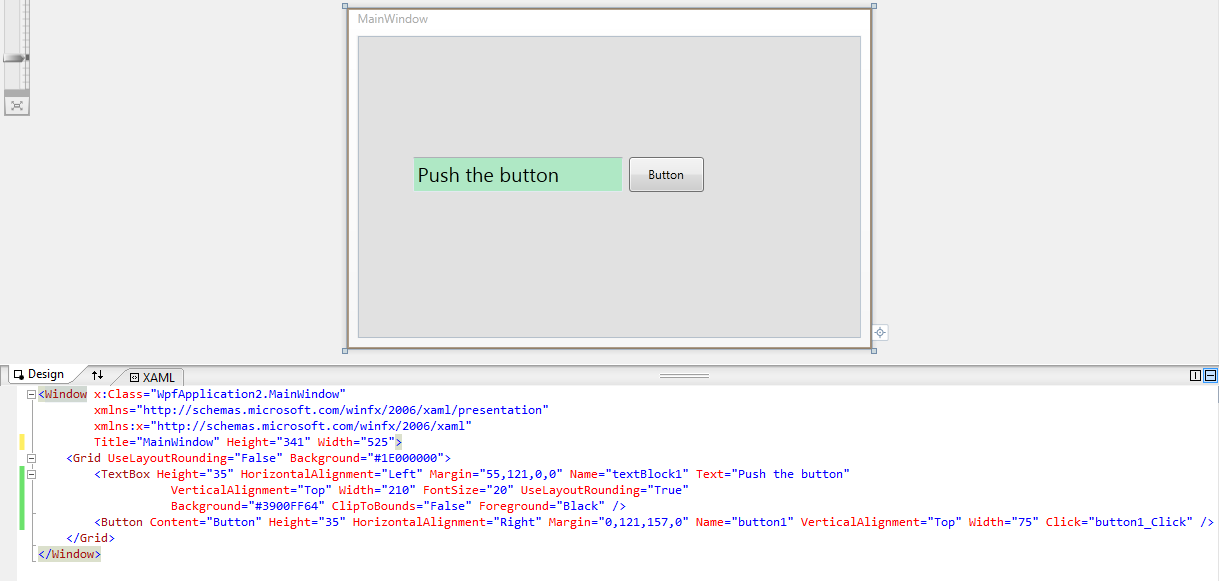 MainWindow
Push the button
Button
Design
XAML
<Window x:Class="WpfApplication2.MainWindow"
xmlns="http://schemas.microsoft.com/winfx/2006/xaml/presentation"
xmlns:x="http://schemas.microsoft.com/winfx/2006/xaml"
Title="MainWindow" Height="341" Width="525">
<Grid UseLayoutRounding="False" Background="#1E000000">
<TextBox Height="35" HorizontalAlignment="Left" Margin="55,121,0,0" Name="textBlock1" Text="Push the button"
VerticalAlignment="Top" Width="210" FontSize="20" UseLayoutRounding="True"
Background="#3900FF64" ClipToBounds="False" Foreground="Black" />
<Button Content="Button" Height="35" HorizontalAlignment="Right" Margin="0,121,157,0" Name="button1" VerticalAlignment="Top" Width="75" Click="button1_Click" />
</Grid>
</Window>